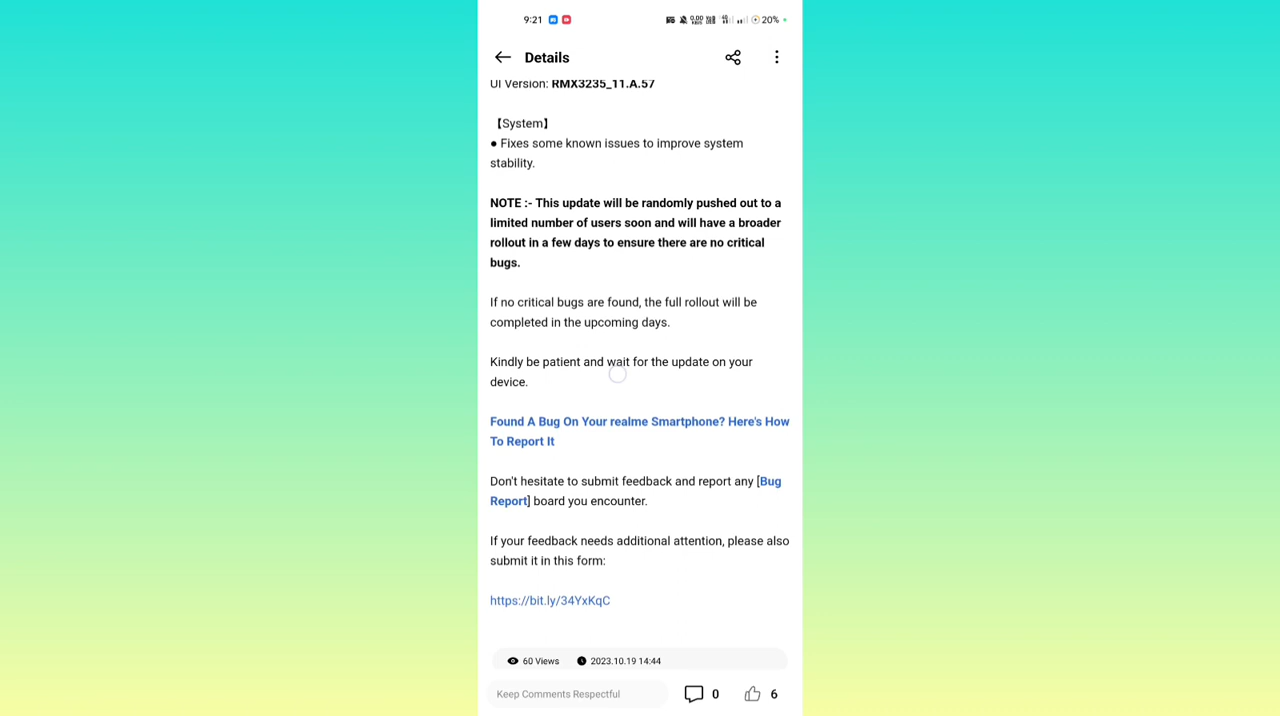 9:21
20%
Details
UI Version: RMX3235_11.A.57
【System】
● Fixes some known issues to improve system
stability.
NOTE :- This update will be randomly pushed out to a
limited number of users soon and will have a broader
rollout in a few days to ensure there are no critical
bugs.
If no critical bugs are found, the full rollout will be
completed in the upcoming days.
Kindly be patient and wait for the update on your
device.
Found A Bug On Your realme Smartphone? Here's How
To Report It
Don't hesitate to submit feedback and report any [Bug
Report] board you encounter.
If your feedback needs additional attention, please also
submit it in this form:
https://bit.ly/34YxKqC
60 Views 2023.10.19 14:44
Keep Comments Respectful 0 6